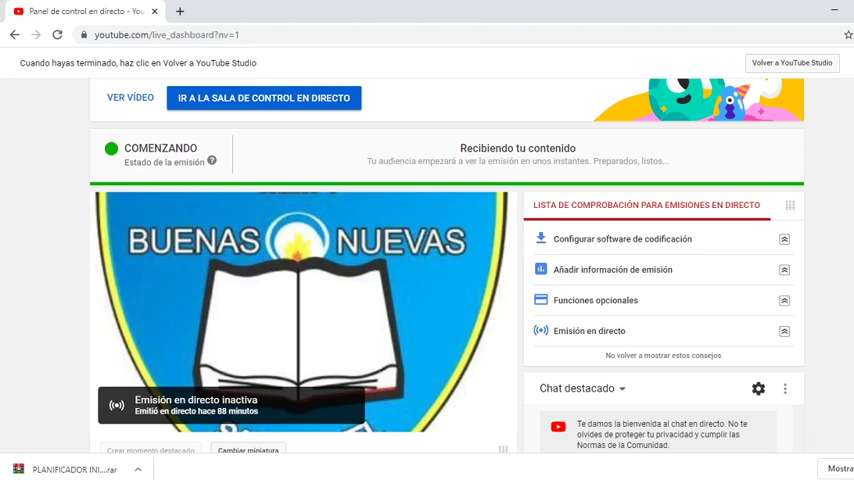 Panel de control en directo - You
youtube.com/live_dashboard?nv=1
Cuando hayas terminado, haz clic en Volver a YouTube Studio
Volver a YouTube Studio
VER VÍDEO
IR A LA SALA DE CONTROL EN DIRECTO
COMENZANDO
Estado de la emisión
Recibiendo tu contenido
Tu audiencia empezará a ver la emisión en unos instantes. Preparados, listos...
BUENAS NUEVAS
Emisión en directo inactiva
Emitió en directo hace 88 minutos
Crear momento destacado
Cambiar miniatura
LISTA DE COMPROBACIÓN PARA EMISIONES EN DIRECTO
Configurar software de codificación
Añadir información de emisión
Funciones opcionales
Emisión en directo
No volver a mostrar estos consejos
Chat destacado
Te damos la bienvenida al chat en directo. No te
olvides de proteger tu privacidad y cumplir las
Normas de la Comunidad.
PLANIFICADOR INI....rar
Mostra